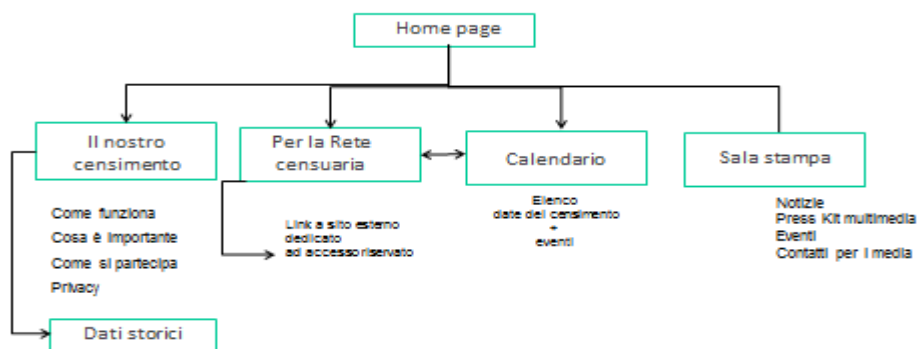 Home page
Il nostro
censimento
Per la Rete
censuaria
Calendario
Sala stampa
Come funziona
Cosa è importante
Come si partecipa
Privacy
Link a sito esterno
dedicato
ad accesso riservato
Elenco
date del censimento
+
eventi
Notizie
Press Kit multimedia
Eventi
Contatti per i media
Dati storici